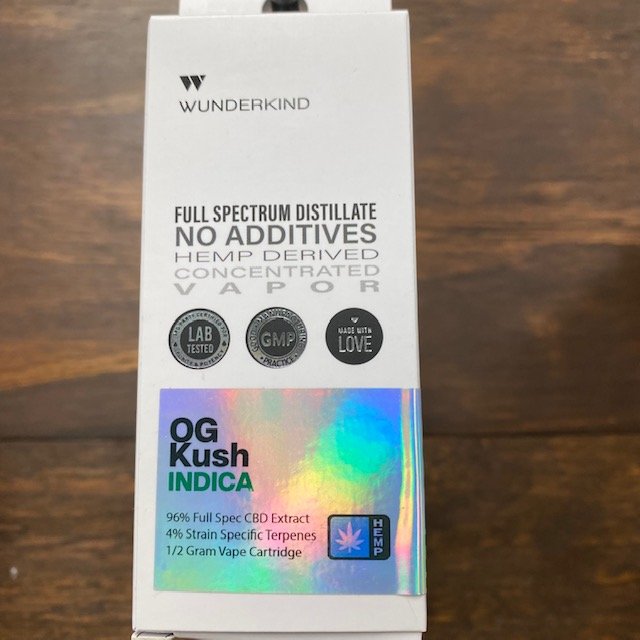 W
WUNDERKIND
FULL SPECTRUM DISTILLATE
NO ADDITIVES
HEMP DERIVED
CONCENTRATED
VAPOR
LAB
TESTED
GMP
PRACTICE
MADE WITH
LOVE
OG
Kush
INDICA
96% Full Spec CBD Extract
4% Strain Specific Terpenes
1/2 Gram Vape Cartridge
HEMP